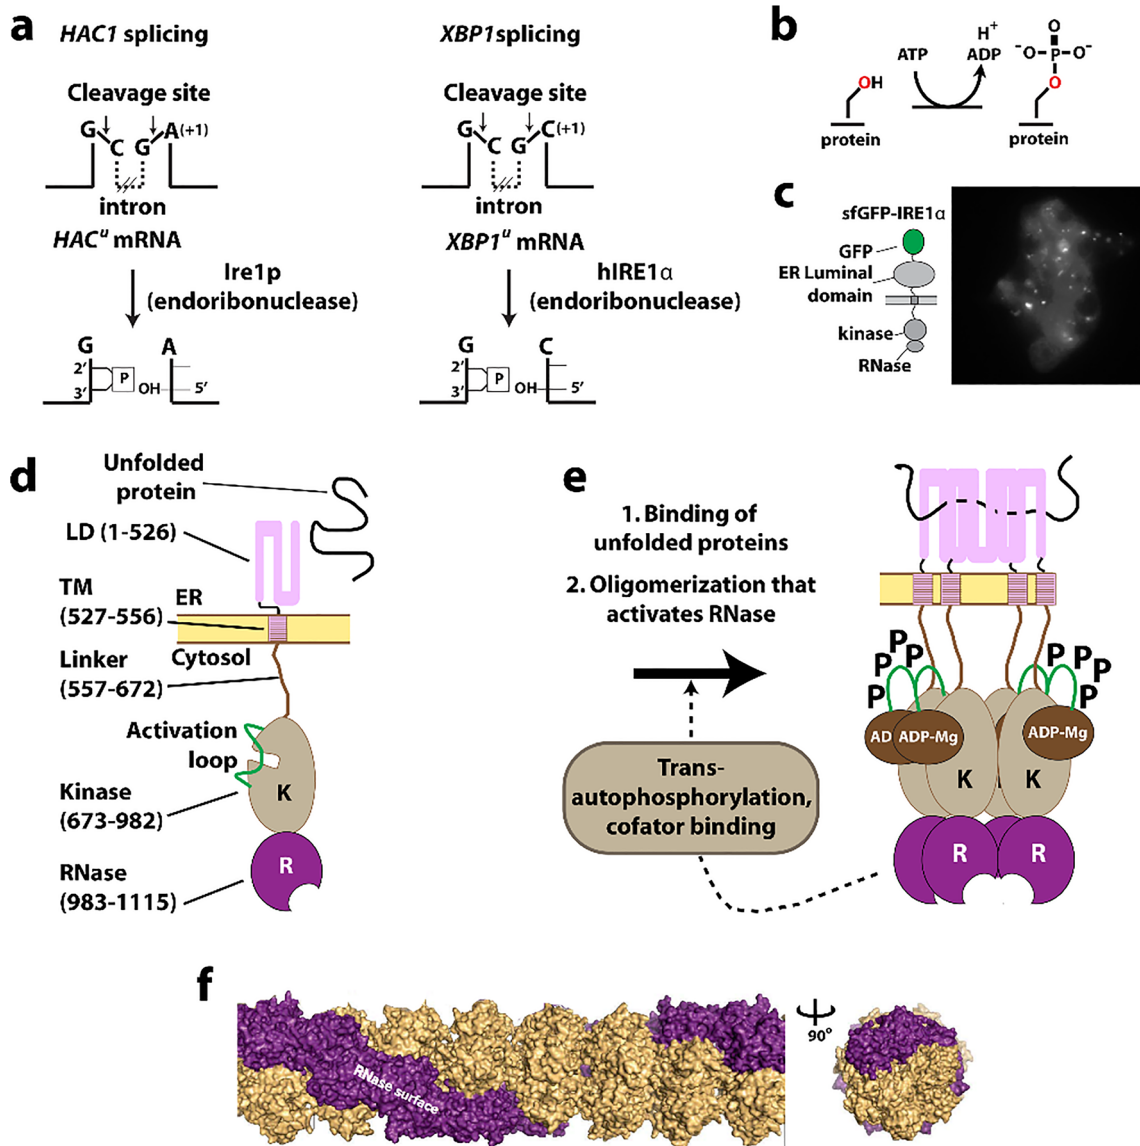 a
HAC1 splicing
Cleavage site
G C G A(+1)
intron
HACᵘ mRNA
Ire1p
(endoribonuclease)
G A
2′
3′ P OH 5′
XBP1splicing
Cleavage site
G C G C(+1)
intron
XBP1ᵘ mRNA
hIRE1α
(endoribonuclease)
G C
2′
3′ P OH 5′
b
ATP
H⁺
ADP
OH
protein
O
⁻O-P-O⁻
O
protein
c
sfGFP-IRE1α
GFP
ER Luminal
domain
kinase
RNase
d
Unfolded
protein
LD (1-526)
TM
(527-556)
ER
Cytosol
Linker
(557-672)
Activation
loop
Kinase
(673-982)
K
RNase
(983-1115)
R
e
1. Binding of
unfolded proteins
2. Oligomerization that
activates RNase
Trans-
autophosphorylation,
cofator binding
P P P P
P P P P
AD ADP-Mg ADP-Mg
K K
R R
f
RNase surface
90°